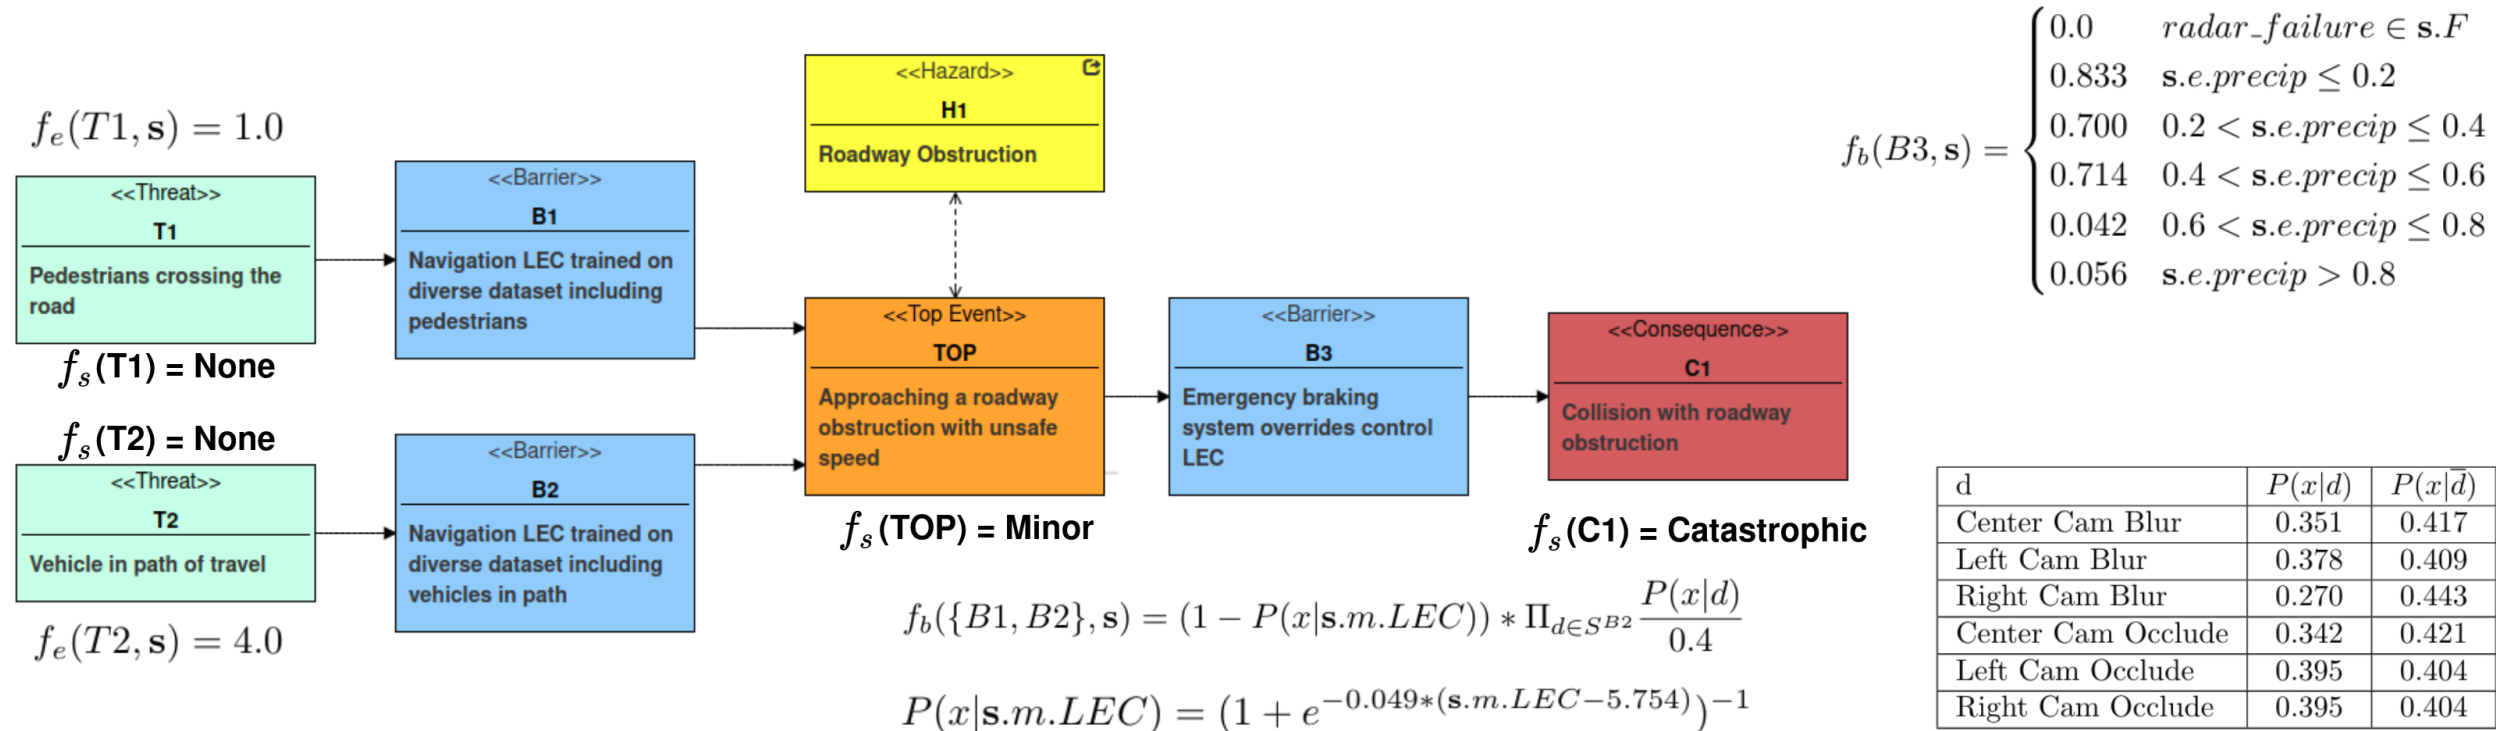 f_e(T1, s) = 1.0
<<Threat>>
T1
Pedestrians crossing the
road
f_s(T1) = None
f_s(T2) = None
<<Threat>>
T2
Vehicle in path of travel
f_e(T2, s) = 4.0
<<Barrier>>
B1
Navigation LEC trained on
diverse dataset including
pedestrians
<<Barrier>>
B2
Navigation LEC trained on
diverse dataset including
vehicles in path
<<Hazard>>
H1
Roadway Obstruction
<<Top Event>>
TOP
Approaching a roadway
obstruction with unsafe
speed
f_s(TOP) = Minor
<<Barrier>>
B3
Emergency braking
system overrides control
LEC
<<Consequence>>
C1
Collision with roadway
obstruction
f_s(C1) = Catastrophic
f_b({B1, B2}, s) = (1 − P(x|s.m.LEC)) * Π_{d∈S^{B2}} P(x|d) / 0.4
P(x|s.m.LEC) = (1 + e^{−0.049*(s.m.LEC−5.754)})^{−1}
f_b(B3, s) =
0.0 radar_failure ∈ s.F
0.833 s.e.precip ≤ 0.2
0.700 0.2 < s.e.precip ≤ 0.4
0.714 0.4 < s.e.precip ≤ 0.6
0.042 0.6 < s.e.precip ≤ 0.8
0.056 s.e.precip > 0.8
d P(x|d) P(x|d̅)
Center Cam Blur 0.351 0.417
Left Cam Blur 0.378 0.409
Right Cam Blur 0.270 0.443
Center Cam Occlude 0.342 0.421
Left Cam Occlude 0.395 0.404
Right Cam Occlude 0.395 0.404